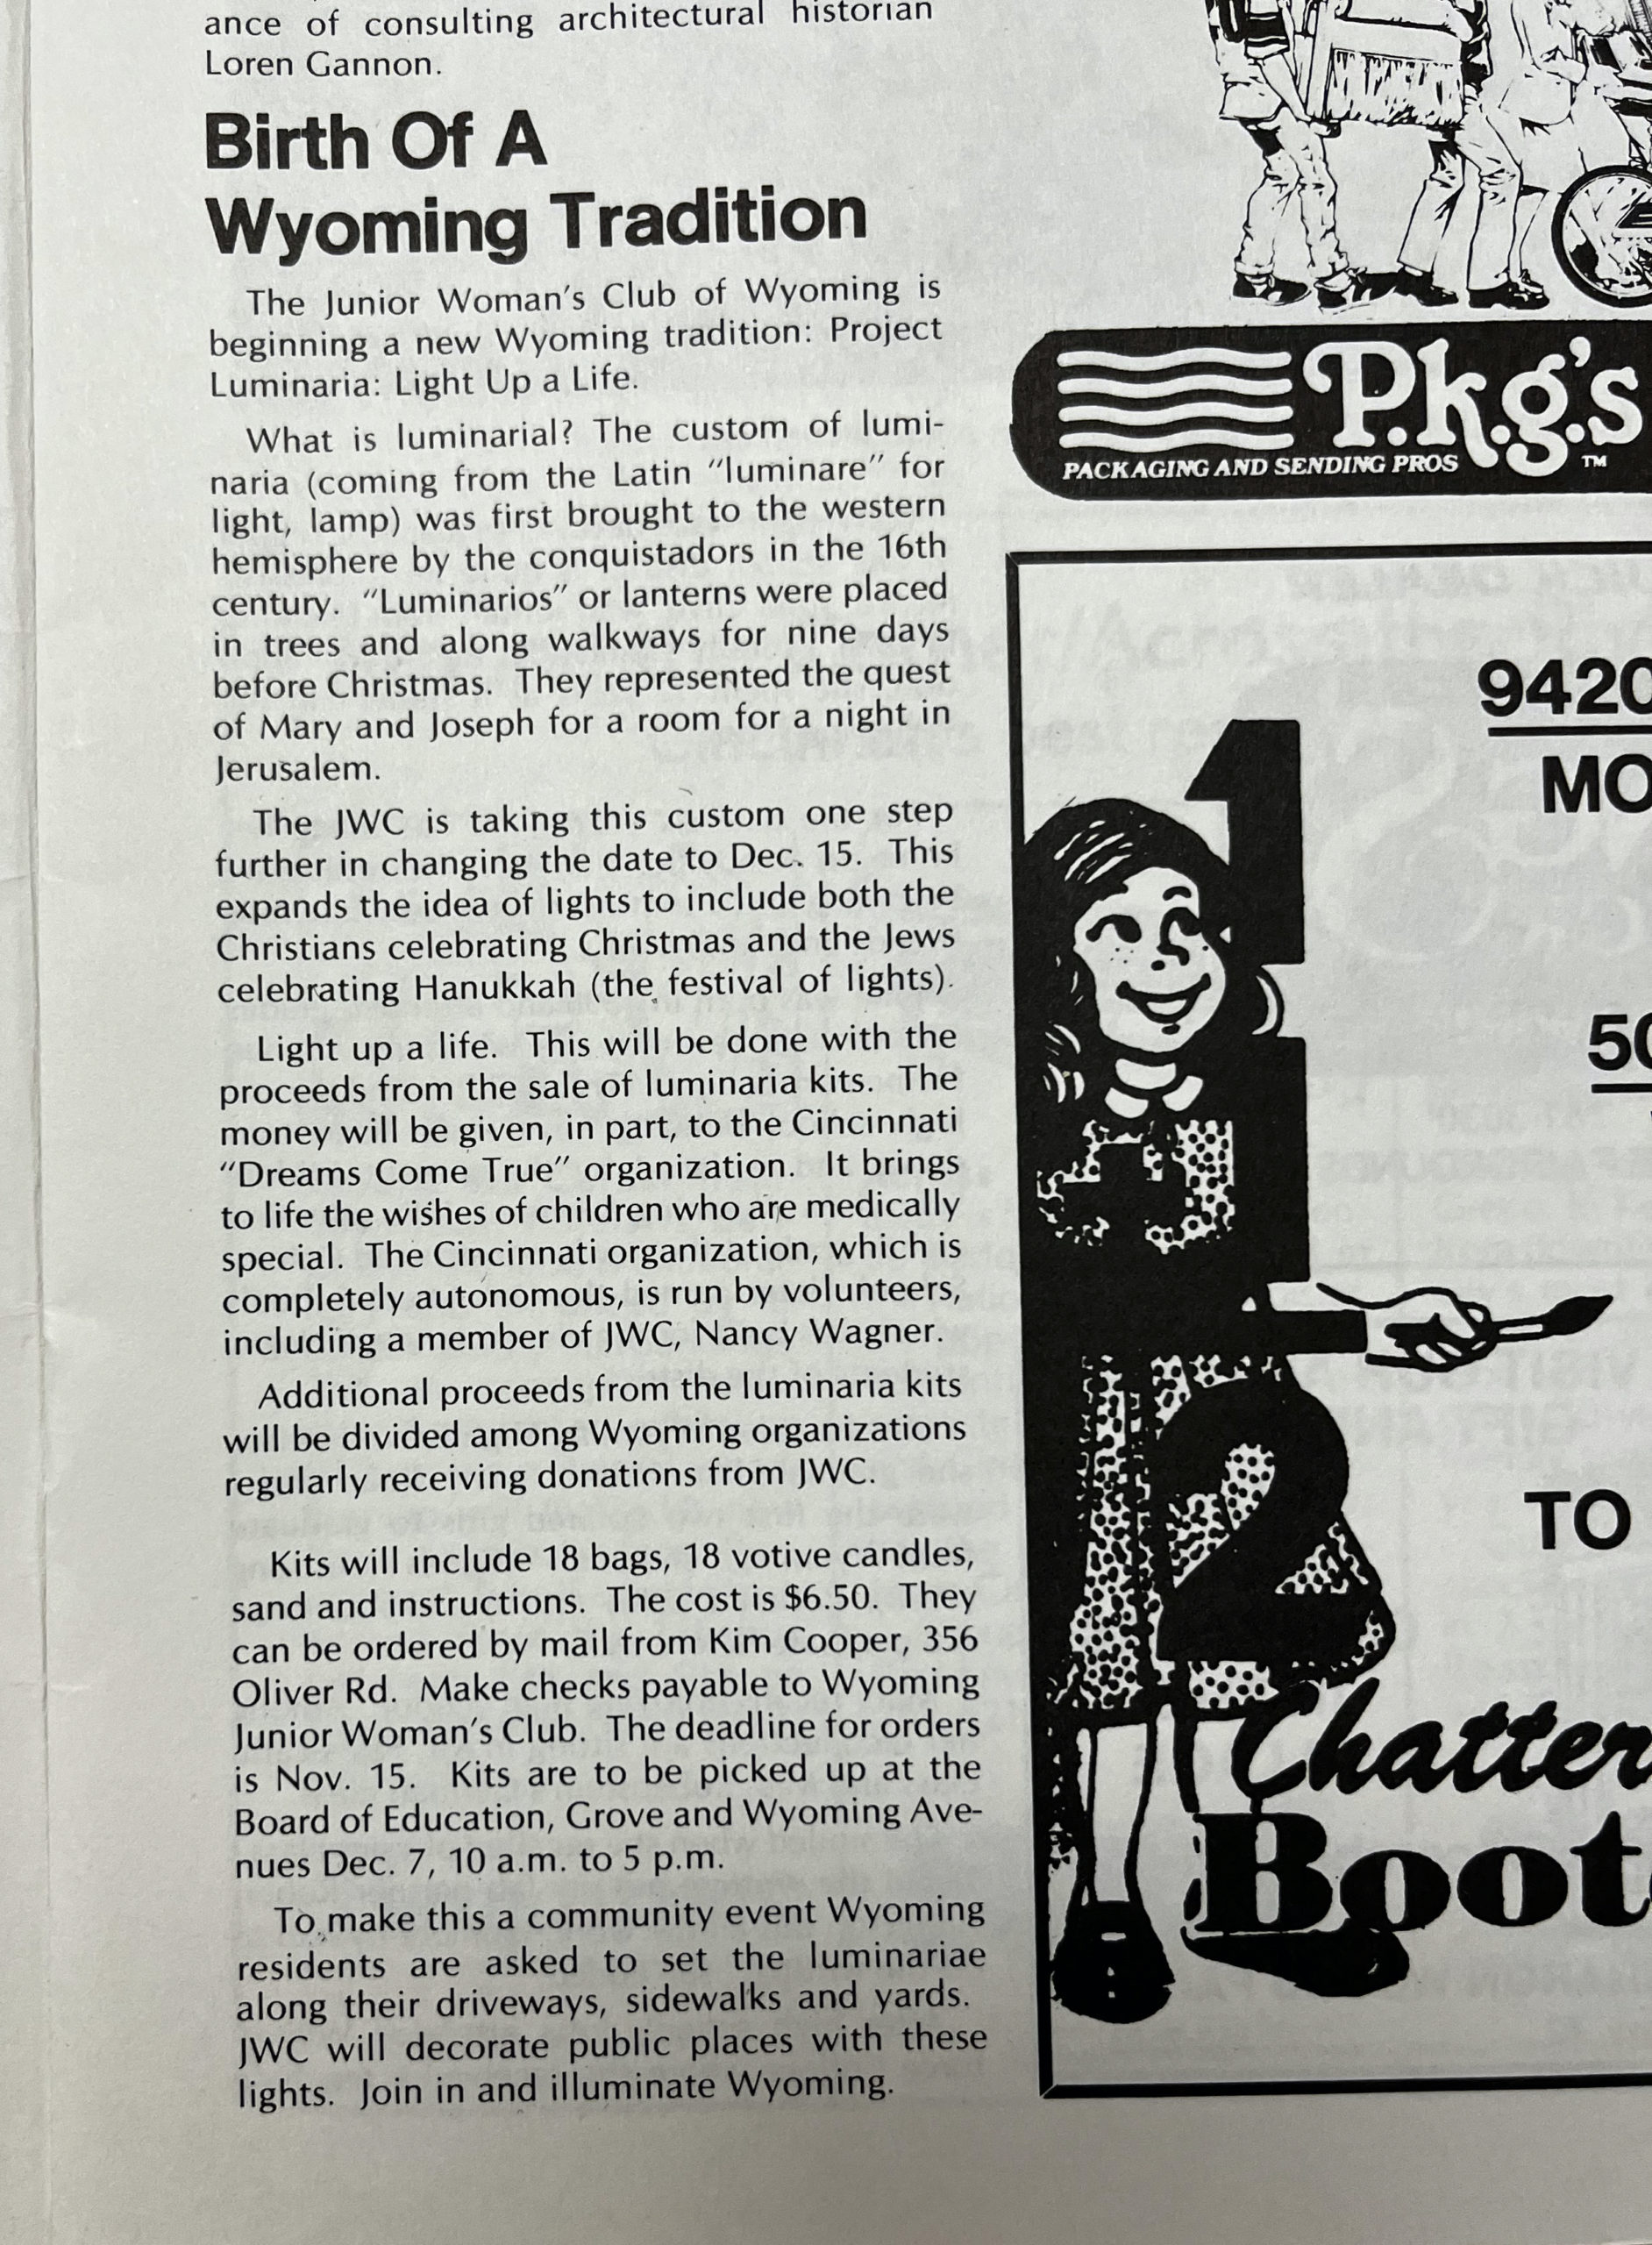 ance of consulting architectural historian
Loren Gannon.
Birth Of A
Wyoming Tradition
The Junior Woman's Club of Wyoming is
beginning a new Wyoming tradition: Project
Luminaria: Light Up a Life.
What is luminarial? The custom of lumi-
naria (coming from the Latin "luminare" for
light, lamp) was first brought to the western
hemisphere by the conquistadors in the 16th
century. "Luminarios" or lanterns were placed
in trees and along walkways for nine days
before Christmas. They represented the quest
of Mary and Joseph for a room for a night in
Jerusalem.
The JWC is taking this custom one step
further in changing the date to Dec. 15. This
expands the idea of lights to include both the
Christians celebrating Christmas and the Jews
celebrating Hanukkah (the festival of lights).
Light up a life. This will be done with the
proceeds from the sale of luminaria kits. The
money will be given, in part, to the Cincinnati
"Dreams Come True" organization. It brings
to life the wishes of children who are medically
special. The Cincinnati organization, which is
completely autonomous, is run by volunteers,
including a member of JWC, Nancy Wagner.
Additional proceeds from the luminaria kits
will be divided among Wyoming organizations
regularly receiving donations from JWC.
Kits will include 18 bags, 18 votive candles,
sand and instructions. The cost is $6.50. They
can be ordered by mail from Kim Cooper, 356
Oliver Rd. Make checks payable to Wyoming
Junior Woman's Club. The deadline for orders
is Nov. 15. Kits are to be picked up at the
Board of Education, Grove and Wyoming Ave-
nues Dec. 7, 10 a.m. to 5 p.m.
To make this a community event Wyoming
residents are asked to set the luminariae
along their driveways, sidewalks and yards.
JWC will decorate public places with these
lights. Join in and illuminate Wyoming.
P.k.g.'s
PACKAGING AND SENDING PROS ™
9420
MO
50
TO
1
2
Chatter
Boot